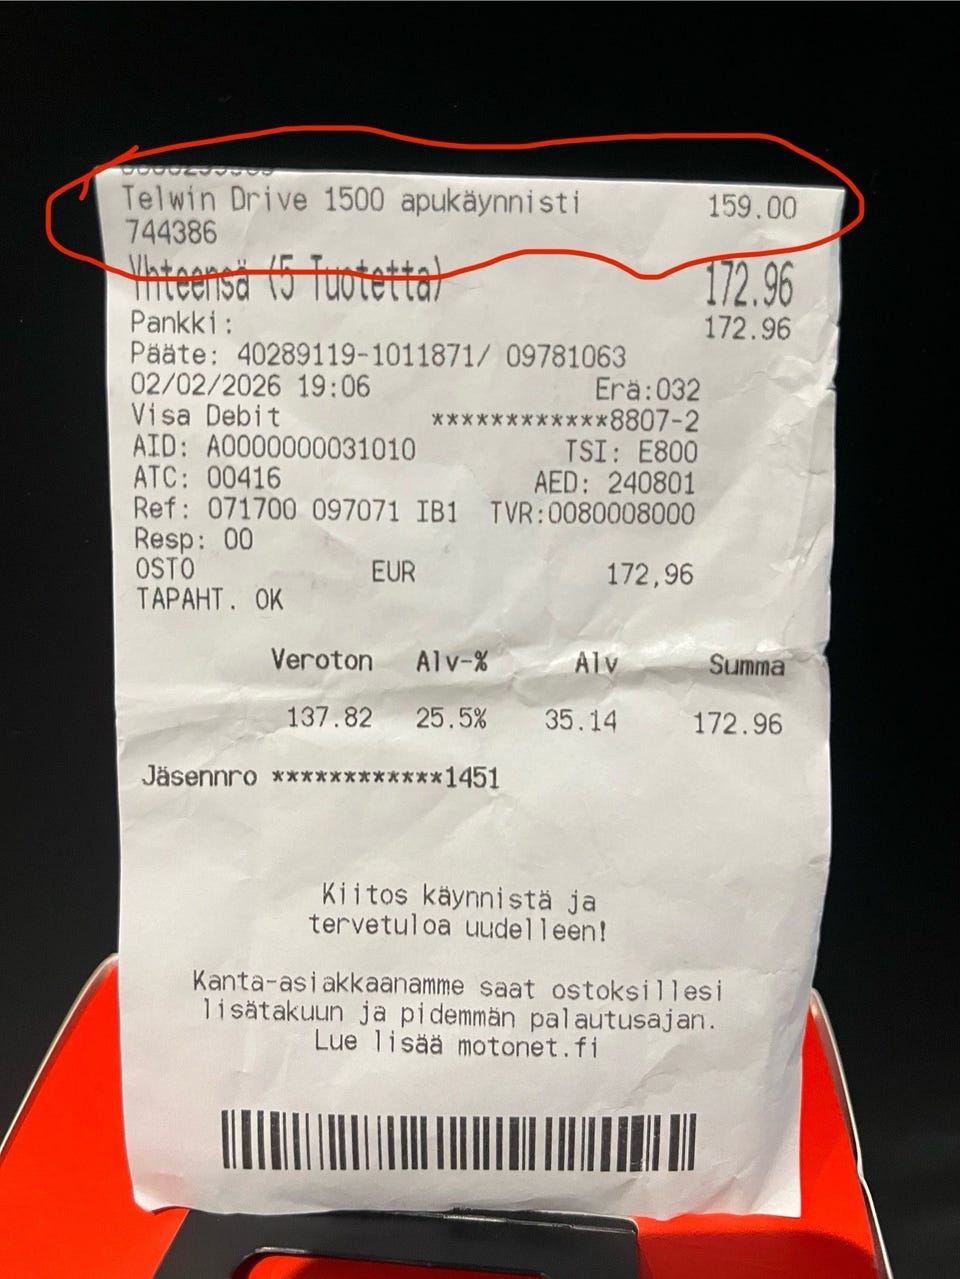 Telwin Drive 1500 apukäynnisti 159.00
744386
Yhteensä (5 Tuotetta) 172.96
Pankki: 172.96
Pääte: 40289119-1011871/ 09781063
02/02/2026 19:06 Erä:032
Visa Debit ************8807-2
AID: A0000000031010 TSI: E800
ATC: 00416 AED: 240801
Ref: 071700 097071 IB1 TVR:0080008000
Resp: 00
OSTO EUR 172,96
TAPAHT. OK
Veroton Alv-% Alv Summa
137.82 25.5% 35.14 172.96
Jäsennro ************1451
Kiitos käynnistä ja
tervetuloa uudelleen!
Kanta-asiakkaanamme saat ostoksillesi
lisätakuun ja pidemmän palautusajan.
Lue lisää motonet.fi